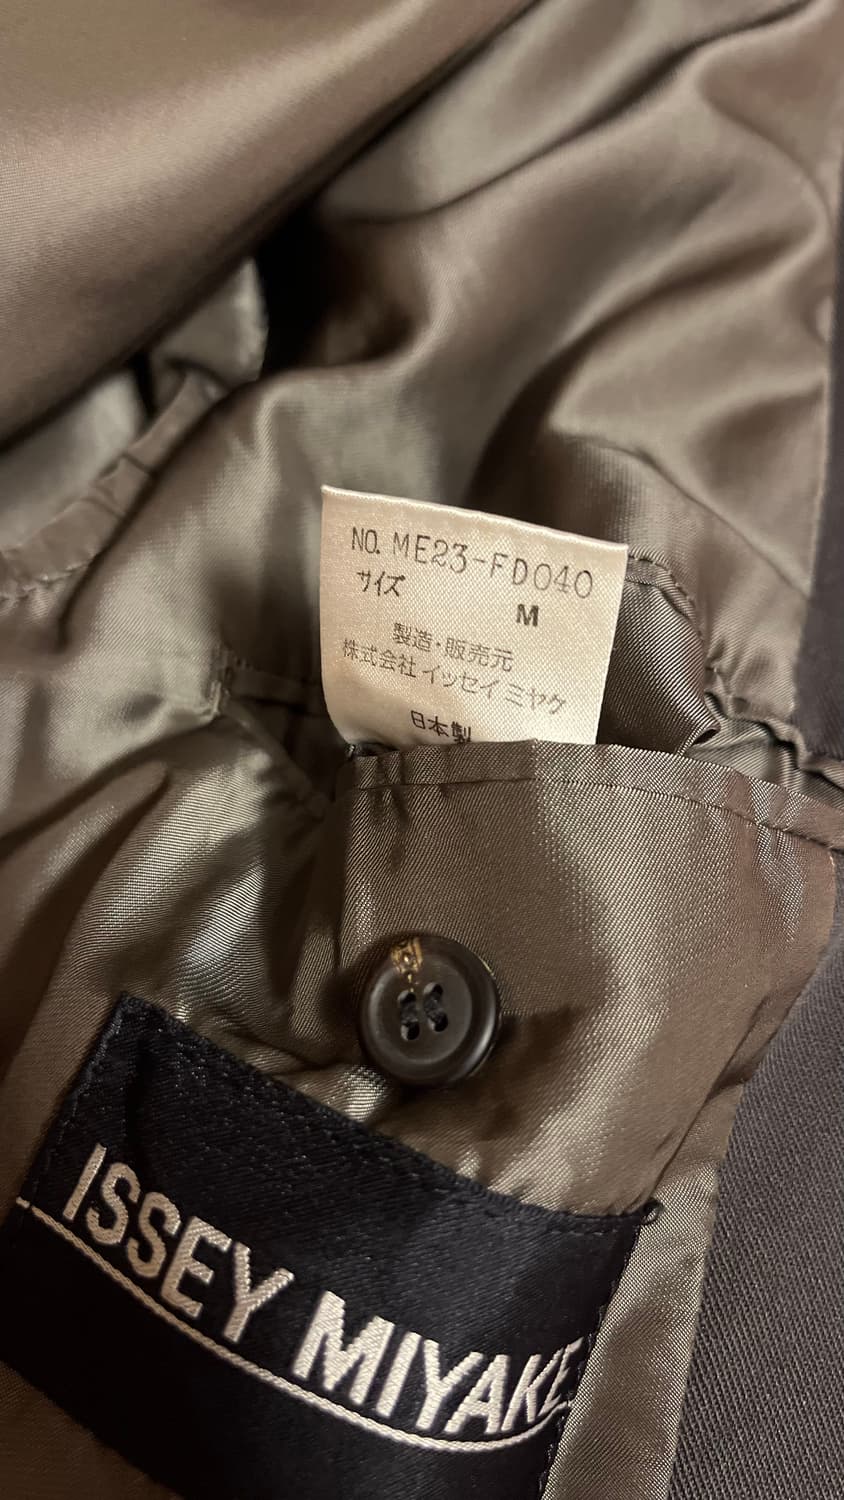 NO. ME23-FD040
サイズ
M
製造・販売元
株式会社 イッセイ ミヤケ
日本製
ISSEY MIYAKE